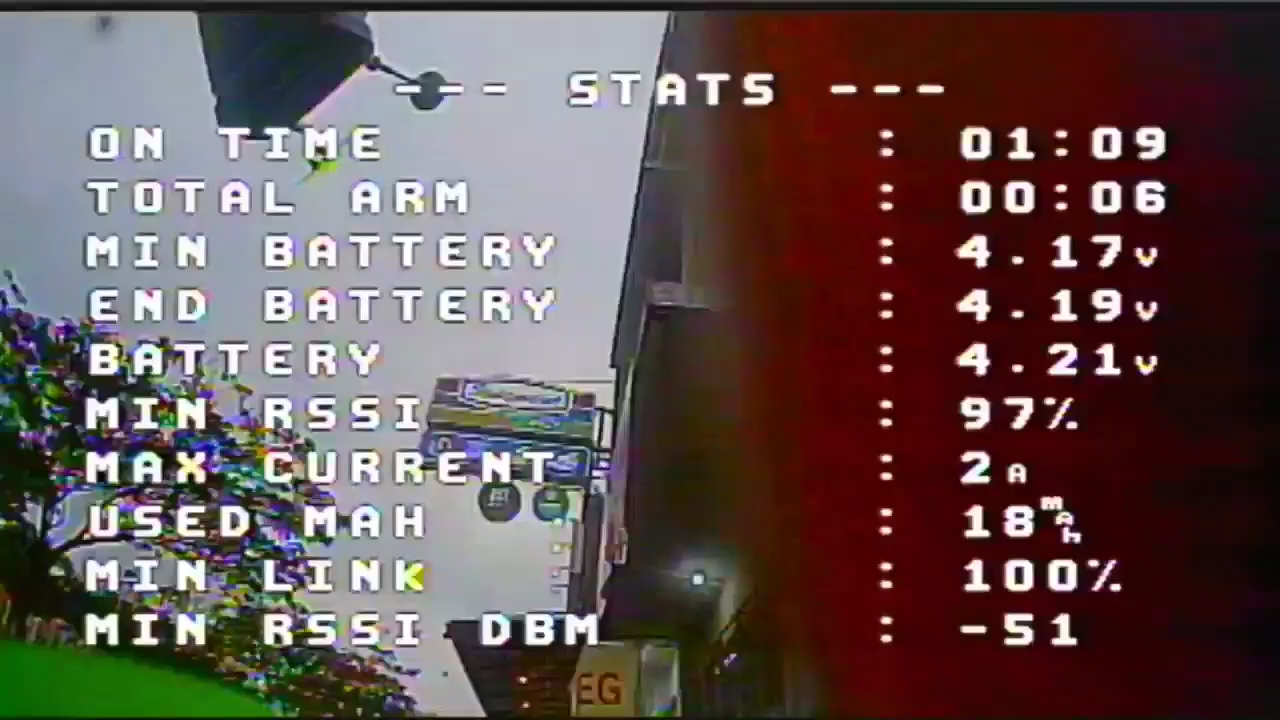 --- STATS ---
ON TIME : 01:09
TOTAL ARM : 00:06
MIN BATTERY : 4.17V
END BATTERY : 4.19V
BATTERY : 4.21V
MIN RSSI : 97%
MAX CURRENT : 2A
USED MAH : 18mAh
MIN LINK : 100%
MIN RSSI DBM : -51
EG